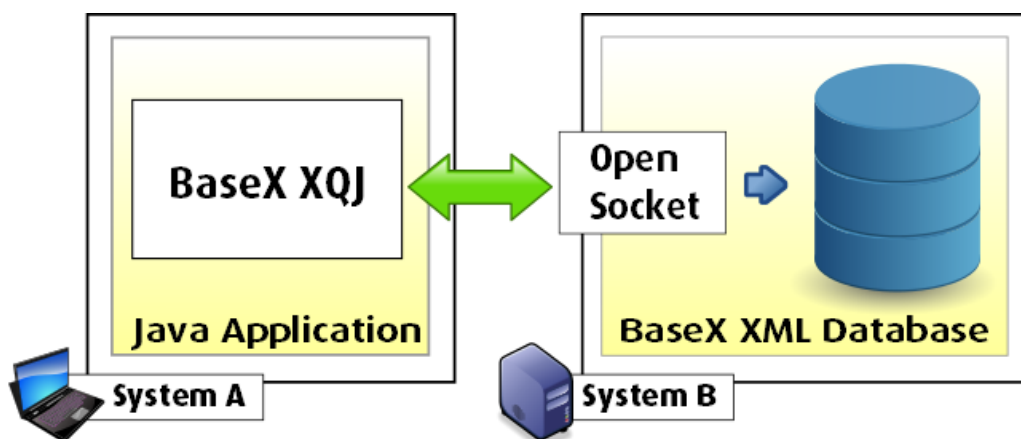 BaseX XQJ
Java Application
System A
Open
Socket
BaseX XML Database
System B